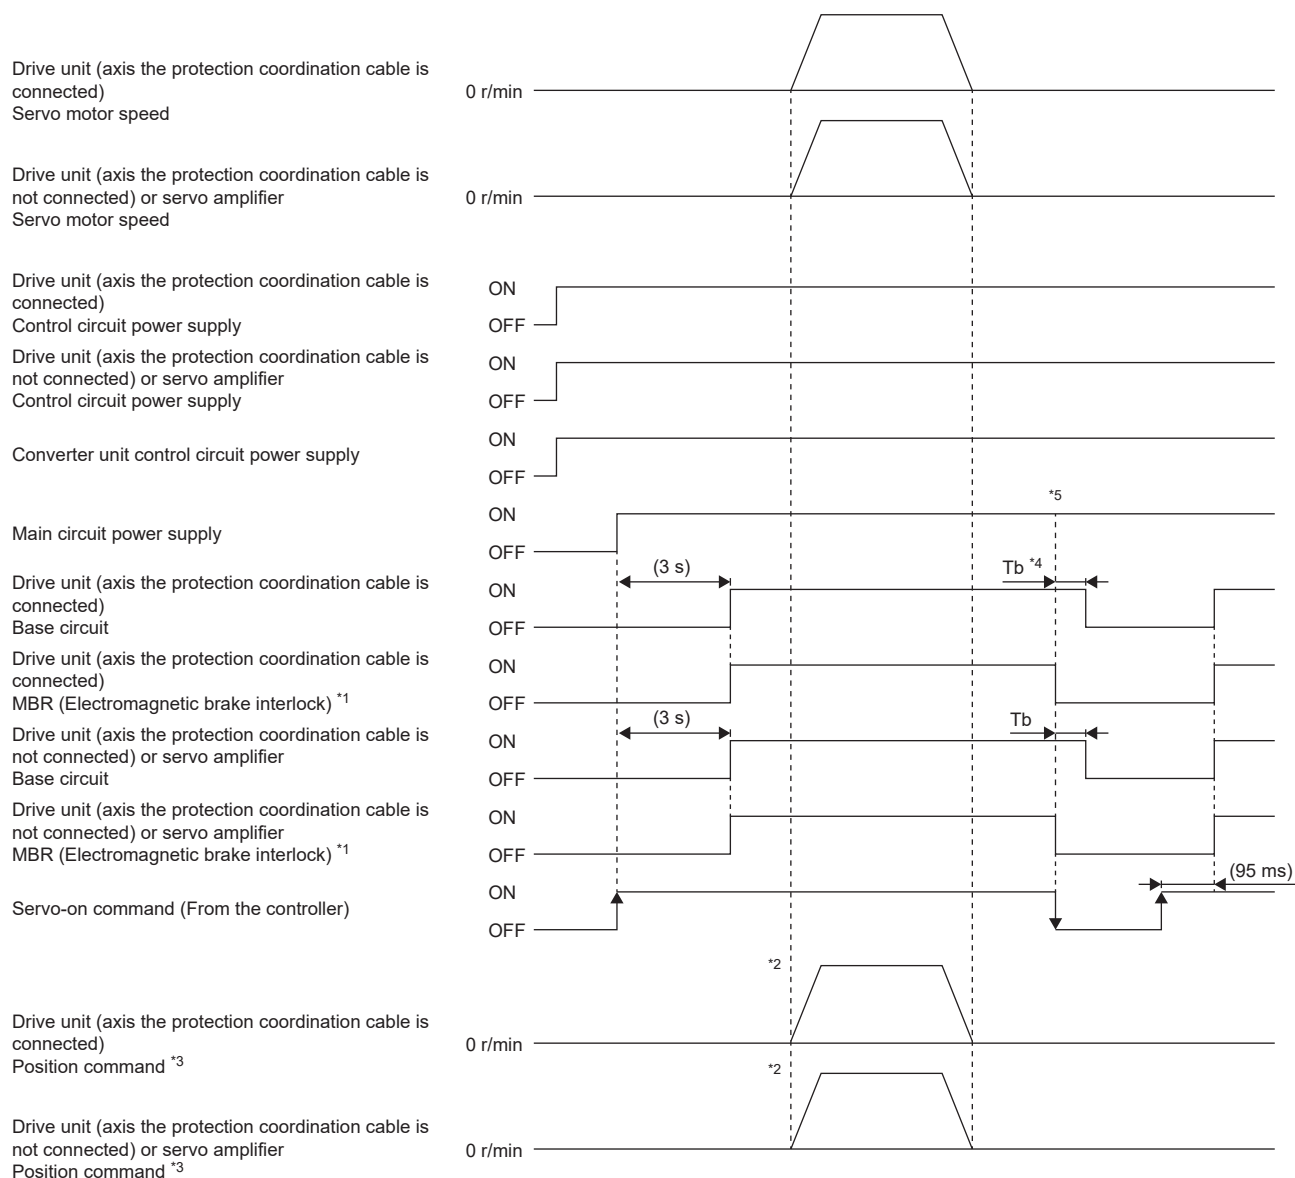 Drive unit (axis the protection coordination cable is
connected)
Servo motor speed
0 r/min
Drive unit (axis the protection coordination cable is
not connected) or servo amplifier
Servo motor speed
0 r/min
Drive unit (axis the protection coordination cable is
connected)
Control circuit power supply
ON
OFF
Drive unit (axis the protection coordination cable is
not connected) or servo amplifier
Control circuit power supply
ON
OFF
Converter unit control circuit power supply
ON
OFF
*5
Main circuit power supply
ON
OFF
Drive unit (axis the protection coordination cable is
connected)
Base circuit
ON
OFF
(3 s)
Tb *4
Drive unit (axis the protection coordination cable is
connected)
MBR (Electromagnetic brake interlock) *1
ON
OFF
Drive unit (axis the protection coordination cable is
not connected) or servo amplifier
Base circuit
ON
OFF
(3 s)
Tb
Drive unit (axis the protection coordination cable is
not connected) or servo amplifier
MBR (Electromagnetic brake interlock) *1
ON
OFF
(95 ms)
Servo-on command (From the controller)
ON
OFF
*2
Drive unit (axis the protection coordination cable is
connected)
Position command *3
0 r/min
*2
Drive unit (axis the protection coordination cable is
not connected) or servo amplifier
Position command *3
0 r/min